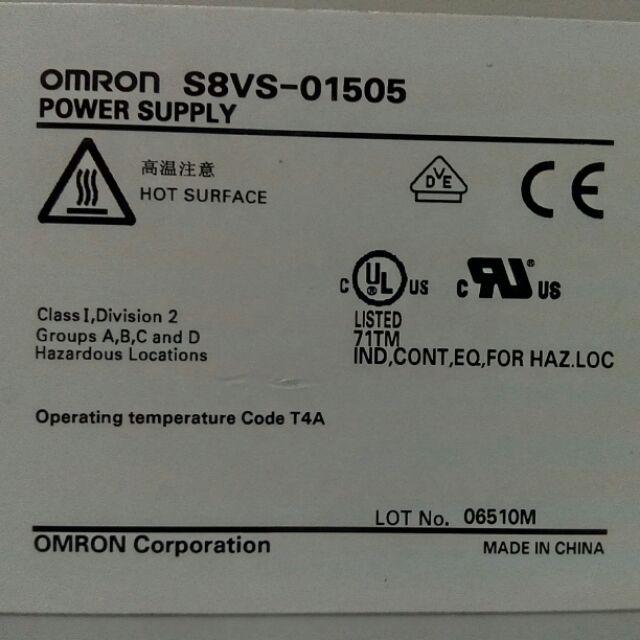 OMRON S8VS-01505
POWER SUPPLY
高温注意
HOT SURFACE
DVE
CE
C UL ® US
C RU ® US
LISTED
71TM
IND,CONT,EQ,FOR HAZ.LOC
Class I,Division 2
Groups A,B,C and D
Hazardous Locations
Operating temperature Code T4A
LOT No. 06510M
OMRON Corporation
MADE IN CHINA